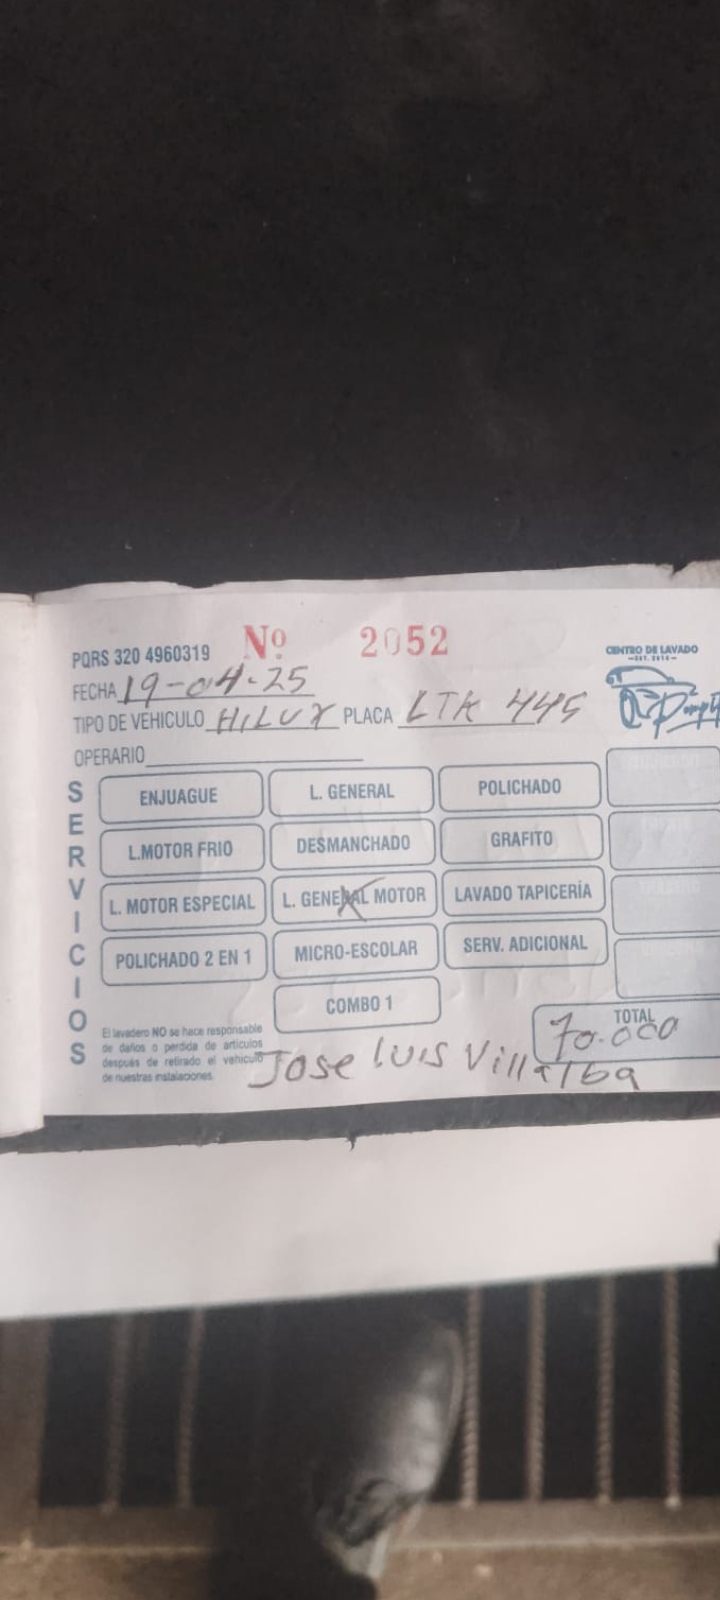 PQRS 320 4960319 Nº 2052
CENTRO DE LAVADO
FECHA 19-04-25
TIPO DE VEHICULO HILUX PLACA LTK 445
OPERARIO
SERVICIOS
ENJUAGUE L. GENERAL POLICHADO
L.MOTOR FRIO DESMANCHADO GRAFITO
L. MOTOR ESPECIAL L. GENERAL MOTOR LAVADO TAPICERÍA
POLICHADO 2 EN 1 MICRO-ESCOLAR SERV. ADICIONAL
COMBO 1
TOTAL
70.000
El lavadero NO se hace responsable
de daños o perdida de articulos
después de retirado el vehiculo
de nuestras instalaciones.
Jose Luis Villalba